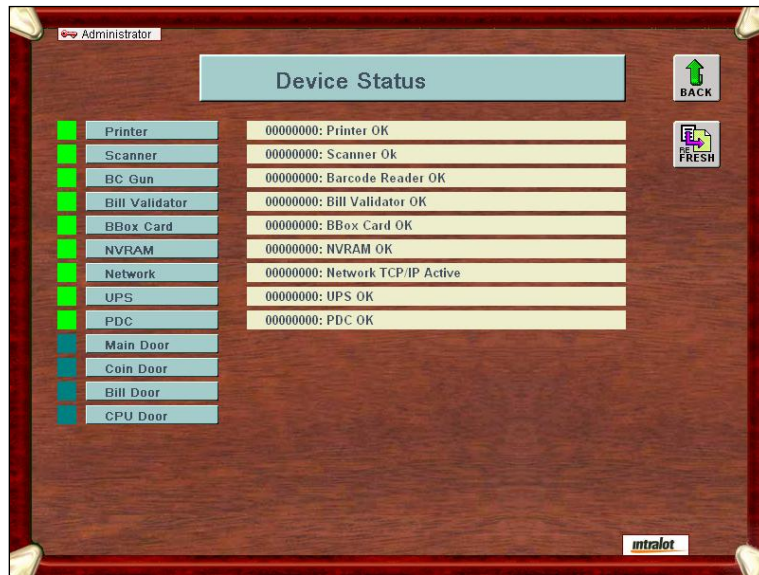 Administrator
Device Status
BACK
Printer 00000000: Printer OK
RE
FRESH
Scanner 00000000: Scanner Ok
BC Gun 00000000: Barcode Reader OK
Bill Validator 00000000: Bill Validator OK
BBox Card 00000000: BBox Card OK
NVRAM 00000000: NVRAM OK
Network 00000000: Network TCP/IP Active
UPS 00000000: UPS OK
PDC 00000000: PDC OK
Main Door
Coin Door
Bill Door
CPU Door
intralot